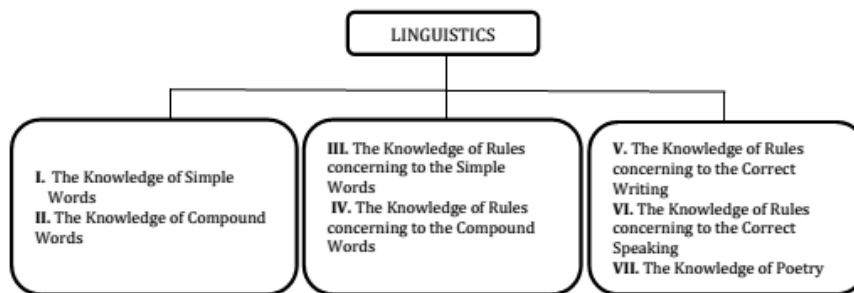 LINGUISTICS
I. The Knowledge of Simple
Words
II. The Knowledge of Compound
Words
III. The Knowledge of Rules
concerning to the Simple
Words
IV. The Knowledge of Rules
concerning to the Compound
Words
V. The Knowledge of Rules
concerning to the Correct
Writing
VI. The Knowledge of Rules
concerning to the Correct
Speaking
VII. The Knowledge of Poetry